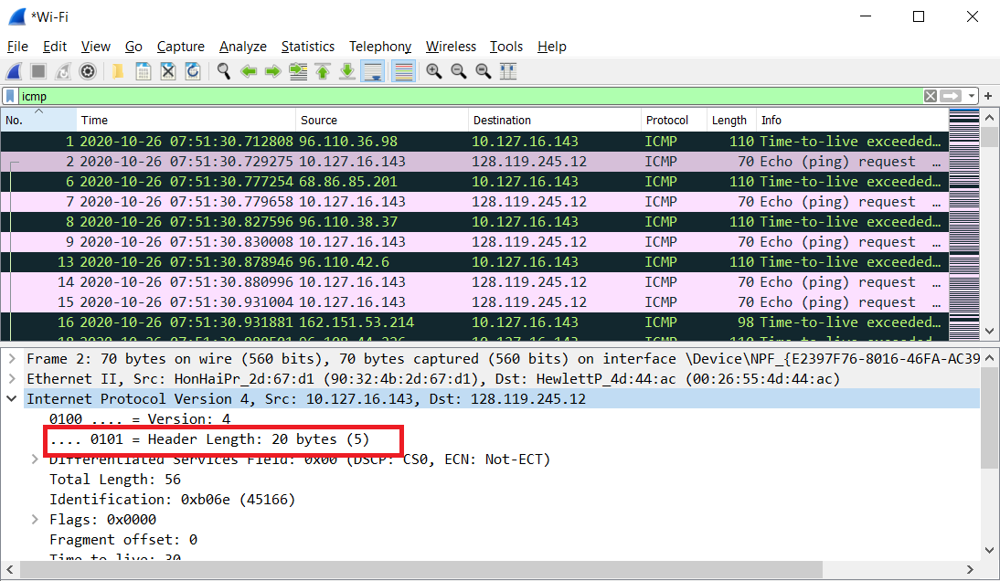 *Wi-Fi
File Edit View Go Capture Analyze Statistics Telephony Wireless Tools Help
icmp
No. Time Source Destination Protocol Length Info
1 2020-10-26 07:51:30.712808 96.110.36.98 10.127.16.143 ICMP 110 Time-to-live exceeded…
2 2020-10-26 07:51:30.729275 10.127.16.143 128.119.245.12 ICMP 70 Echo (ping) request …
6 2020-10-26 07:51:30.777254 68.86.85.201 10.127.16.143 ICMP 110 Time-to-live exceeded…
7 2020-10-26 07:51:30.779658 10.127.16.143 128.119.245.12 ICMP 70 Echo (ping) request …
8 2020-10-26 07:51:30.827596 96.110.38.37 10.127.16.143 ICMP 110 Time-to-live exceeded…
9 2020-10-26 07:51:30.830008 10.127.16.143 128.119.245.12 ICMP 70 Echo (ping) request …
13 2020-10-26 07:51:30.878946 96.110.42.6 10.127.16.143 ICMP 110 Time-to-live exceeded…
14 2020-10-26 07:51:30.880996 10.127.16.143 128.119.245.12 ICMP 70 Echo (ping) request …
15 2020-10-26 07:51:30.931004 10.127.16.143 128.119.245.12 ICMP 70 Echo (ping) request …
16 2020-10-26 07:51:30.931881 162.151.53.214 10.127.16.143 ICMP 98 Time-to-live exceeded…
Frame 2: 70 bytes on wire (560 bits), 70 bytes captured (560 bits) on interface \Device\NPF_{E2397F76-8016-46FA-AC39
Ethernet II, Src: HonHaiPr_2d:67:d1 (90:32:4b:2d:67:d1), Dst: HewlettP_4d:44:ac (00:26:55:4d:44:ac)
Internet Protocol Version 4, Src: 10.127.16.143, Dst: 128.119.245.12
0100 .... = Version: 4
.... 0101 = Header Length: 20 bytes (5)
Differentiated Services Field: 0x00 (DSCP: CS0, ECN: Not-ECT)
Total Length: 56
Identification: 0xb06e (45166)
Flags: 0x0000
Fragment offset: 0
Time to live: 30